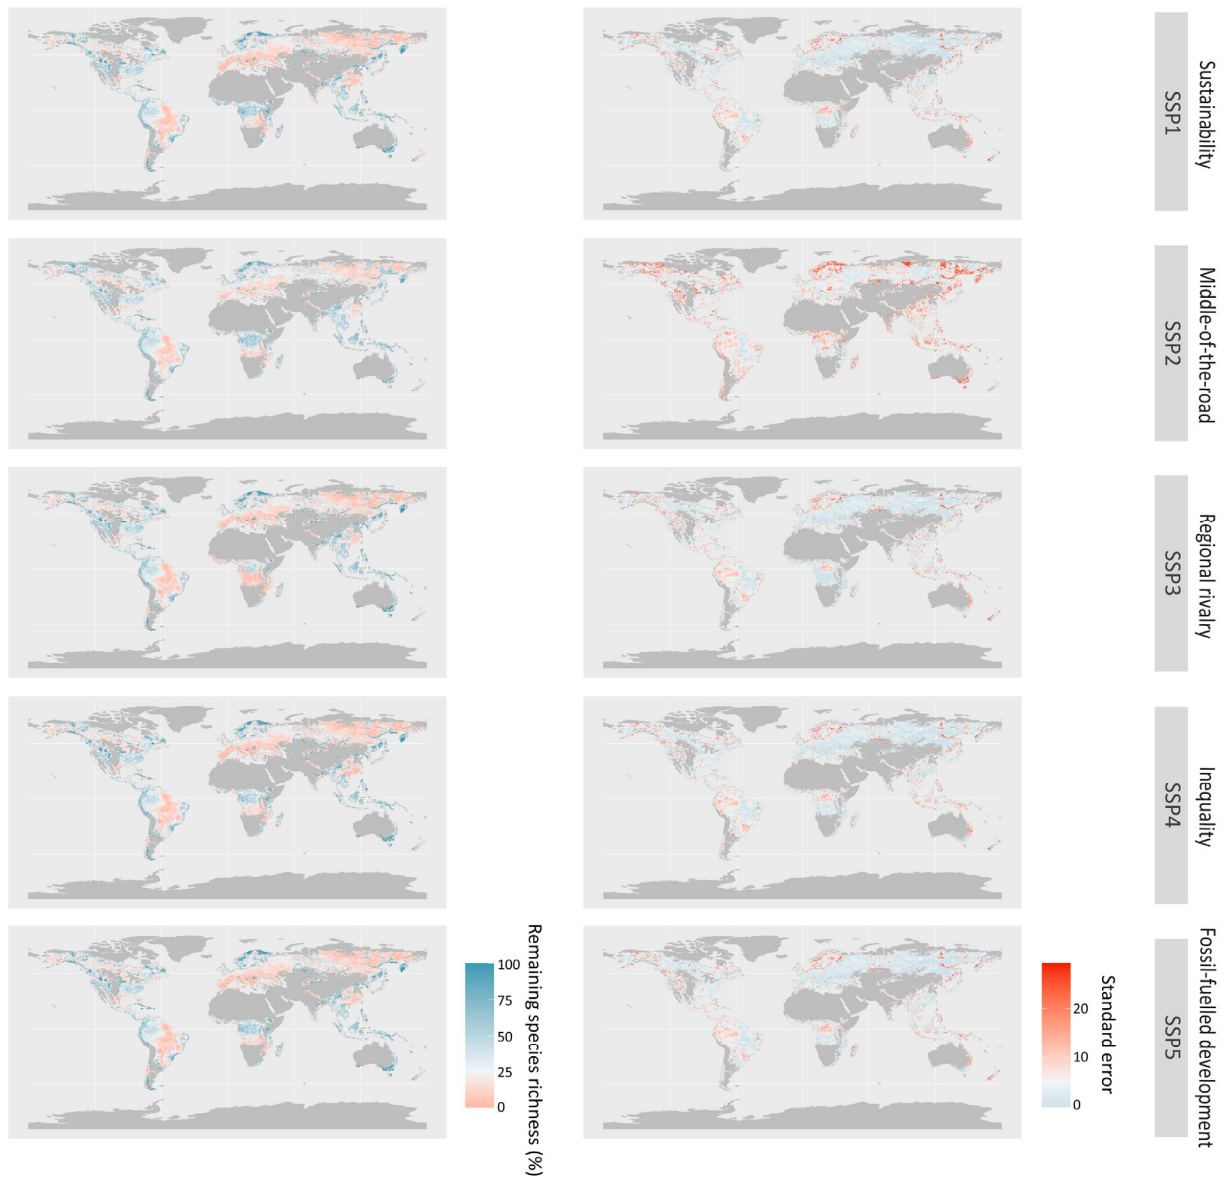 Sustainability
SSP1
Middle-of-the-road
SSP2
Regional rivalry
SSP3
Inequality
SSP4
Fossil-fuelled development
SSP5
Standard error
20
10
0
Remaining species richness (%)
100
75
50
25
0